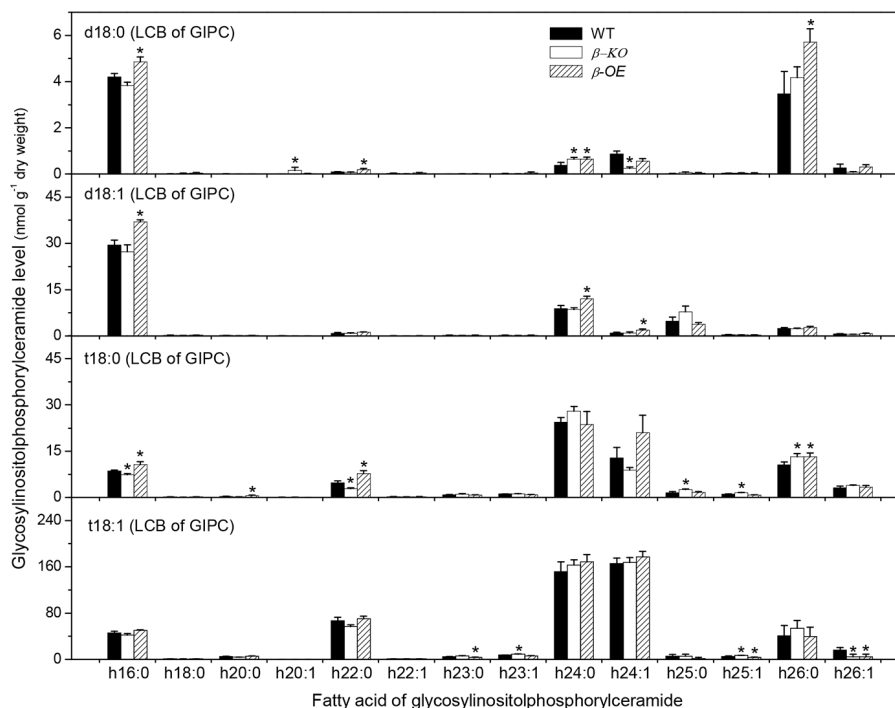 Glycosylinositolphosphorylceramide level (nmol g⁻¹ dry weight)
d18:0 (LCB of GIPC)
WT
β–KO
β-OE
6
4
2
0
* * * * * * *
d18:1 (LCB of GIPC)
45
30
15
0
* * *
t18:0 (LCB of GIPC)
45
30
15
0
* * * * * * * * *
t18:1 (LCB of GIPC)
240
160
80
0
* * * * * *
h16:0 h18:0 h20:0 h20:1 h22:0 h22:1 h23:0 h23:1 h24:0 h24:1 h25:0 h25:1 h26:0 h26:1
Fatty acid of glycosylinositolphosphorylceramide